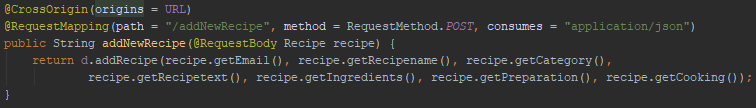 @CrossOrigin(origins = URL)
@RequestMapping(path = "/addNewRecipe", method = RequestMethod.POST, consumes = "application/json")
public String addNewRecipe(@RequestBody Recipe recipe) {
    return d.addRecipe(recipe.getEmail(), recipe.getRecipename(), recipe.getCategory(),
            recipe.getRecipetext(), recipe.getIngredients(), recipe.getPreparation(), recipe.getCooking());
}